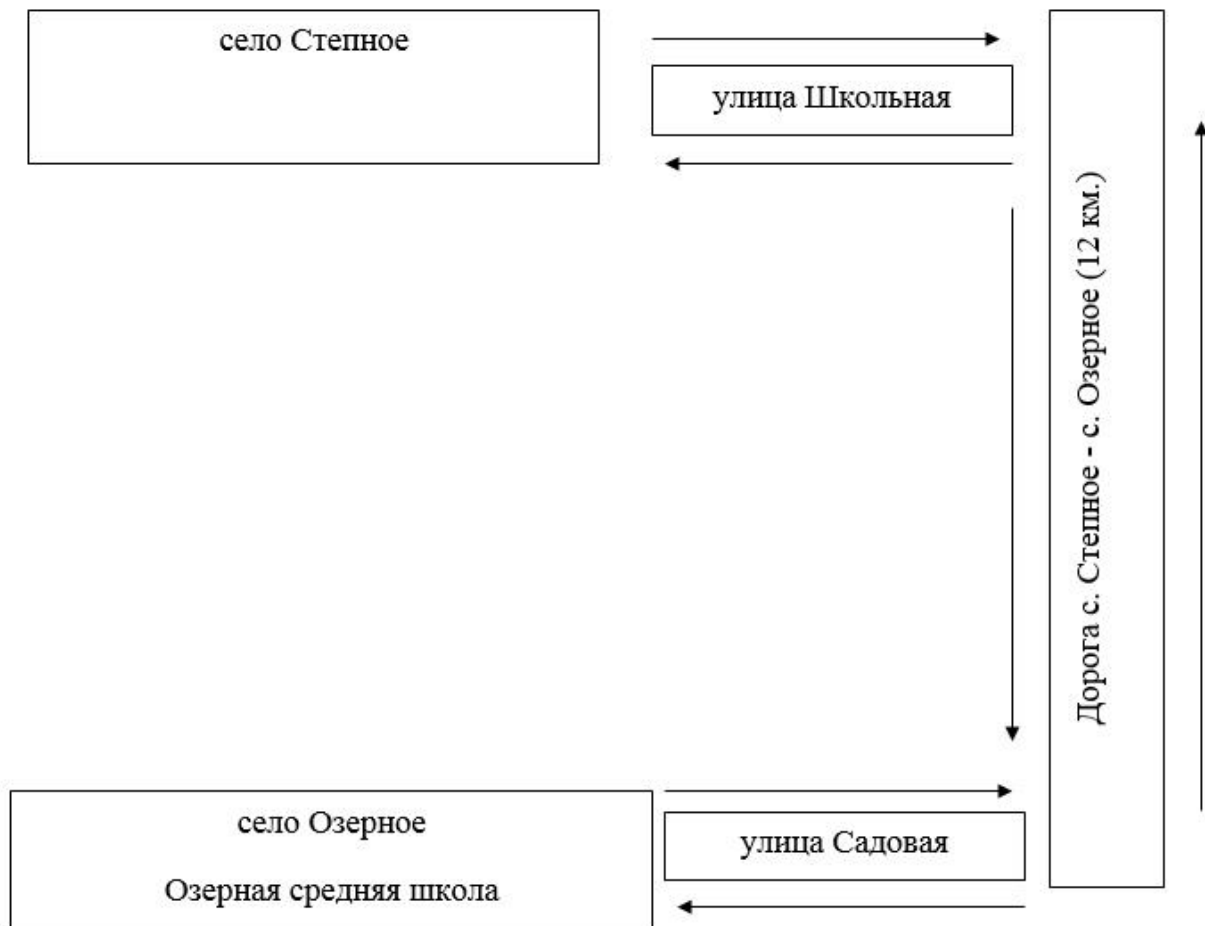 село Степное
улица Школьная
Дорога с. Степное - с. Озерное (12 км.)
село Озерное
Озерная средняя школа
улица Садовая